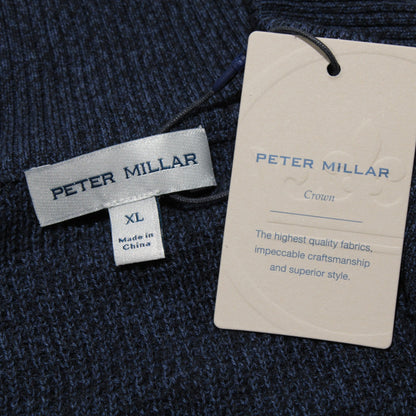 PETER MILLAR
XL
Made in
China
PETER MILLAR
Crown
The highest quality fabrics,
impeccable craftsmanship
and superior style.